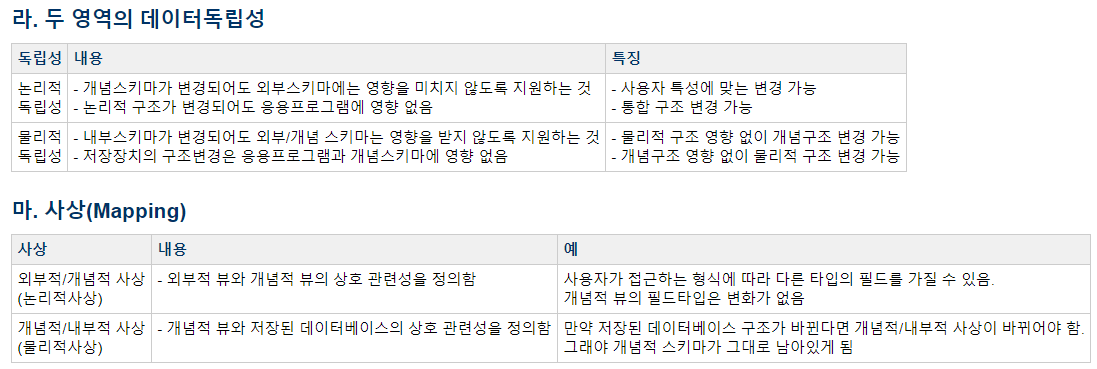 라. 두 영역의 데이터독립성
독립성 내용 특징
논리적 - 개념스키마가 변경되어도 외부스키마에는 영향을 미치지 않도록 지원하는 것 - 사용자 특성에 맞는 변경 가능
독립성 - 논리적 구조가 변경되어도 응용프로그램에 영향 없음 - 통합 구조 변경 가능
물리적 - 내부스키마가 변경되어도 외부/개념 스키마는 영향을 받지 않도록 지원하는 것 - 물리적 구조 영향 없이 개념구조 변경 가능
독립성 - 저장장치의 구조변경은 응용프로그램과 개념스키마에 영향 없음 - 개념구조 영향 없이 물리적 구조 변경 가능
마. 사상(Mapping)
사상 내용 예
외부적/개념적 사상 - 외부적 뷰와 개념적 뷰의 상호 관련성을 정의함 사용자가 접근하는 형식에 따라 다른 타입의 필드를 가질 수 있음.
(논리적사상) 개념적 뷰의 필드타입은 변화가 없음
개념적/내부적 사상 - 개념적 뷰와 저장된 데이터베이스의 상호 관련성을 정의함 만약 저장된 데이터베이스 구조가 바뀐다면 개념적/내부적 사상이 바뀌어야 함.
(물리적사상) 그래야 개념적 스키마가 그대로 남아있게 됨